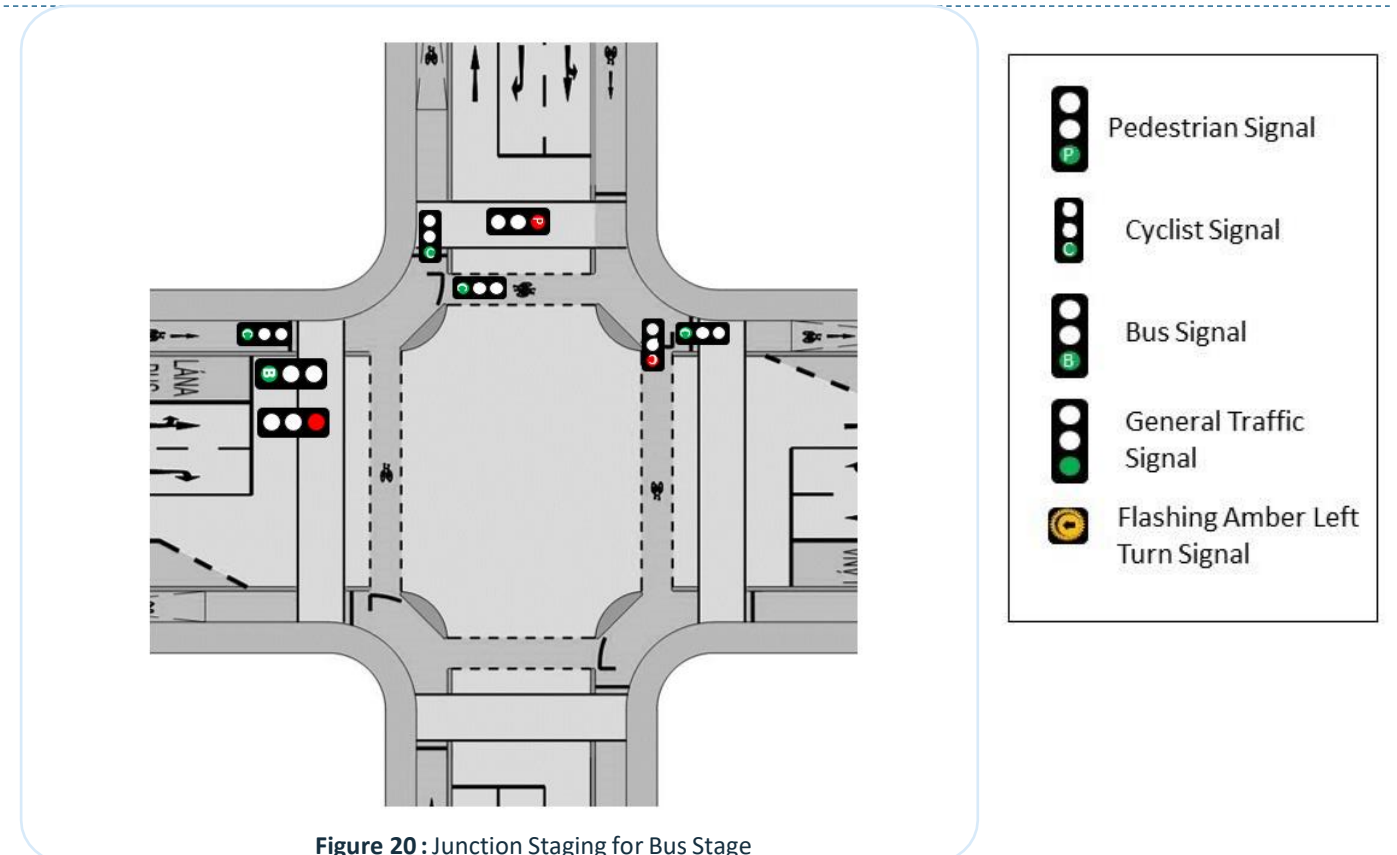 P
C
C
C
C
C
B
LÁNA
P Pedestrian Signal
C Cyclist Signal
B Bus Signal
General Traffic
Signal
Flashing Amber Left
Turn Signal
Figure 20 : Junction Staging for Bus Stage